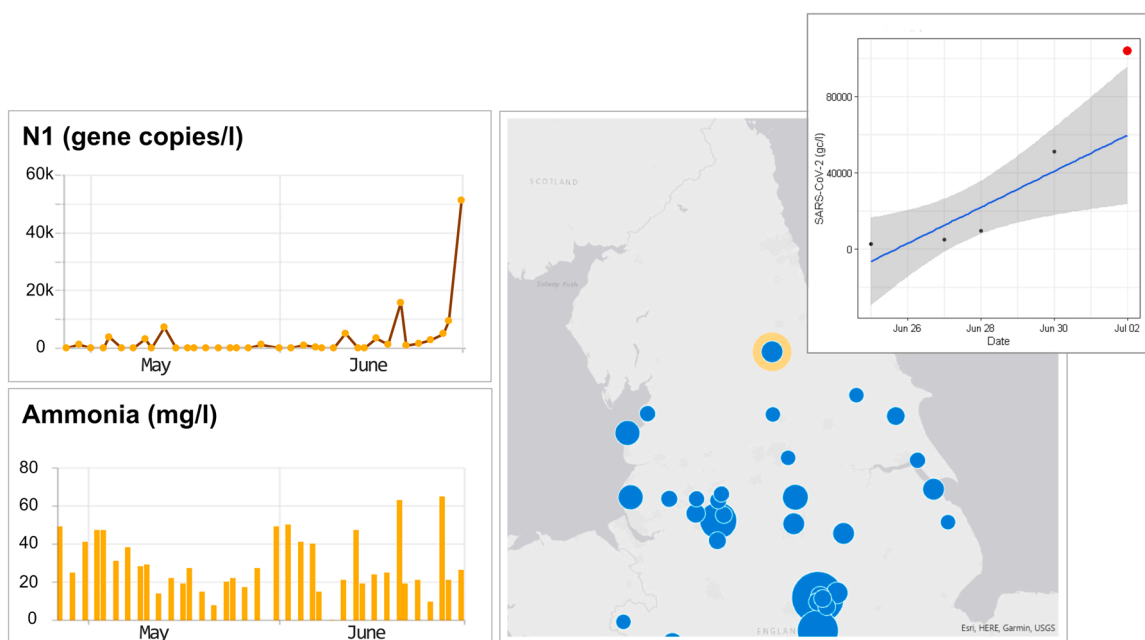 N1 (gene copies/l)
60k
40k
20k
0
May June
Ammonia (mg/l)
80
60
40
20
0
May June
SCOTLAND
Solway Firth
ENGLAND
Esri, HERE, Garmin, USGS
SARS-CoV-2 (gc/l)
80000
40000
0
Jun 26 Jun 28 Jun 30 Jul 02
Date